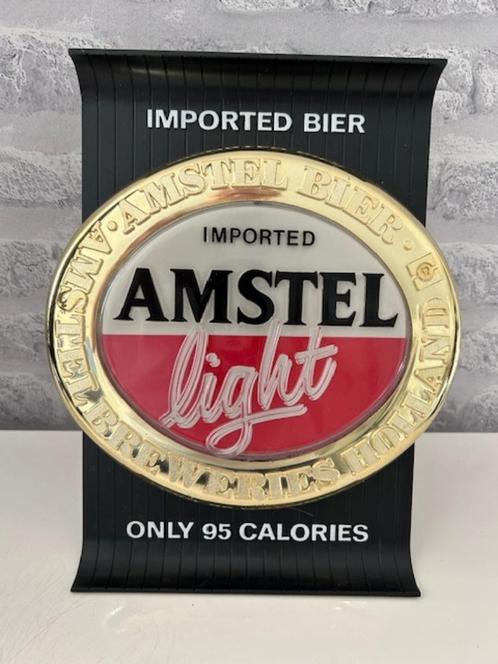 IMPORTED BIER
AMSTEL BIER
IMPORTED
AMSTEL
light
AMSTEL BREWERIES HOLLAND
ONLY 95 CALORIES